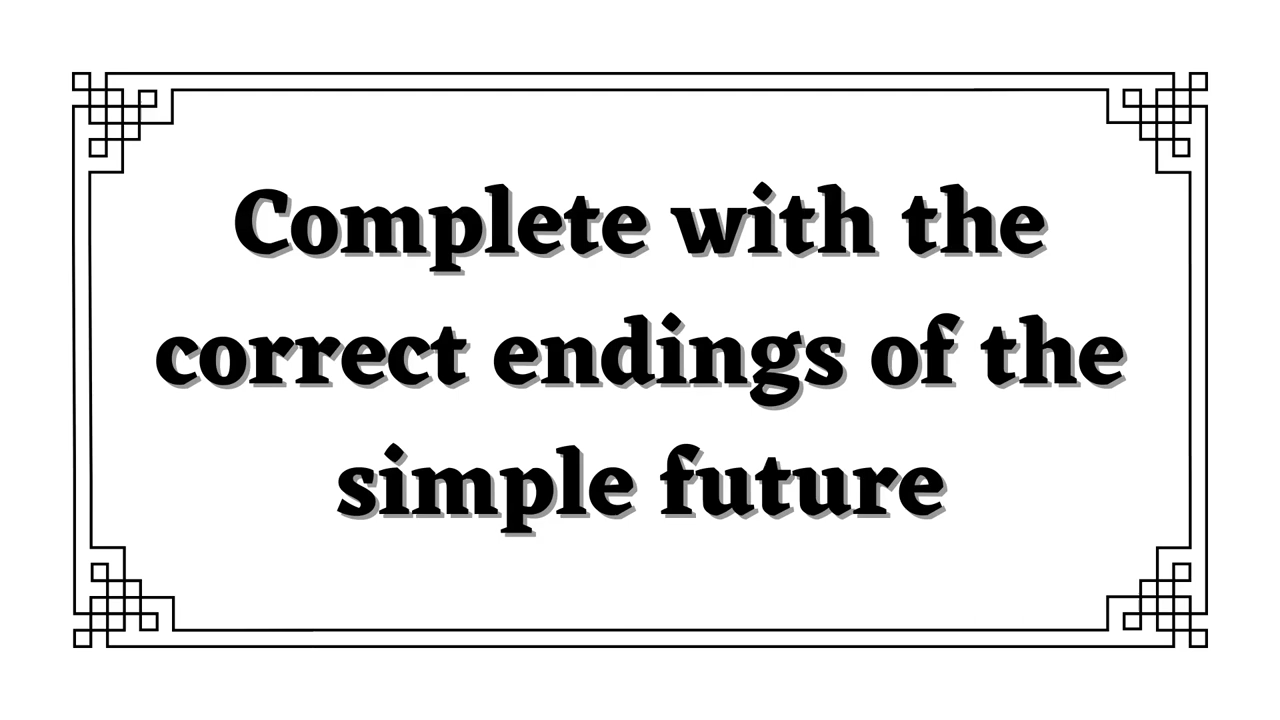 Complete with the
correct endings of the
simple future